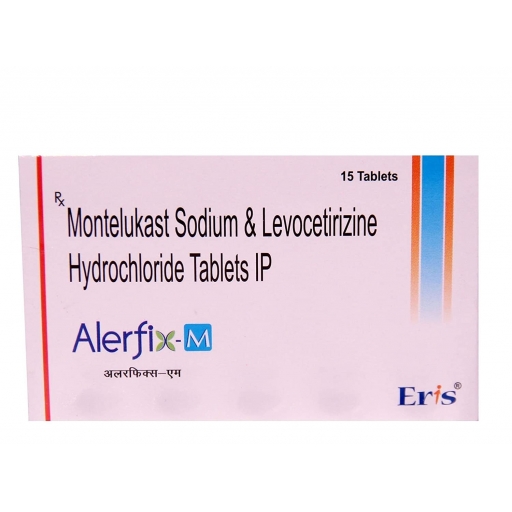 15 Tablets
Rx
Montelukast Sodium & Levocetirizine
Hydrochloride Tablets IP
Alerfix-M
अलरफिक्स–एम
Eris®